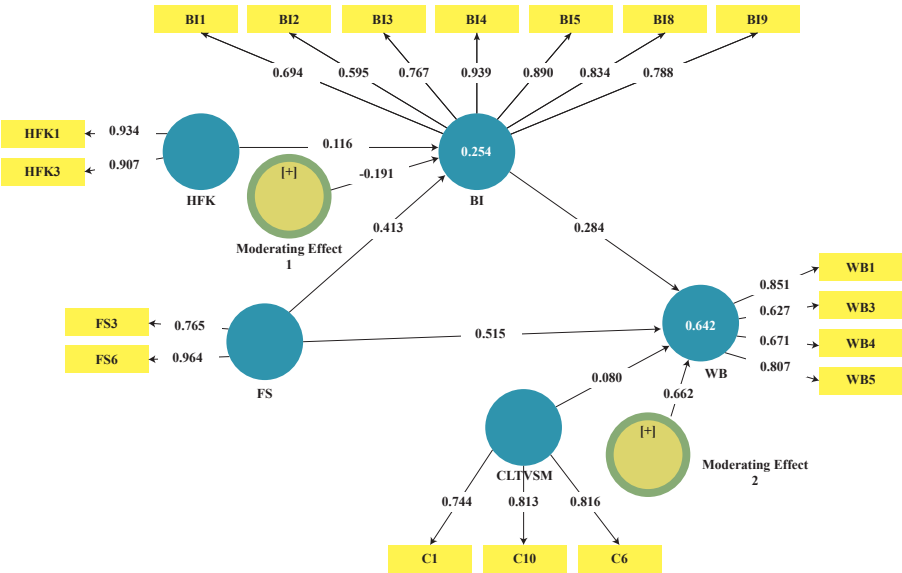 BI1 BI2 BI3 BI4 BI5 BI8 BI9
0.694 0.595 0.767 0.939 0.890 0.834 0.788
HFK1 0.934
HFK3 0.907
HFK
0.116
[+]
-0.191
Moderating Effect
1
0.254
BI
0.413
0.284
FS3 0.765
FS6 0.964
FS
0.515
0.642
WB
0.851 WB1
0.627 WB3
0.671 WB4
0.807 WB5
0.080
0.662
[+]
Moderating Effect
2
CLTVSM
0.744 0.813 0.816
C1 C10 C6